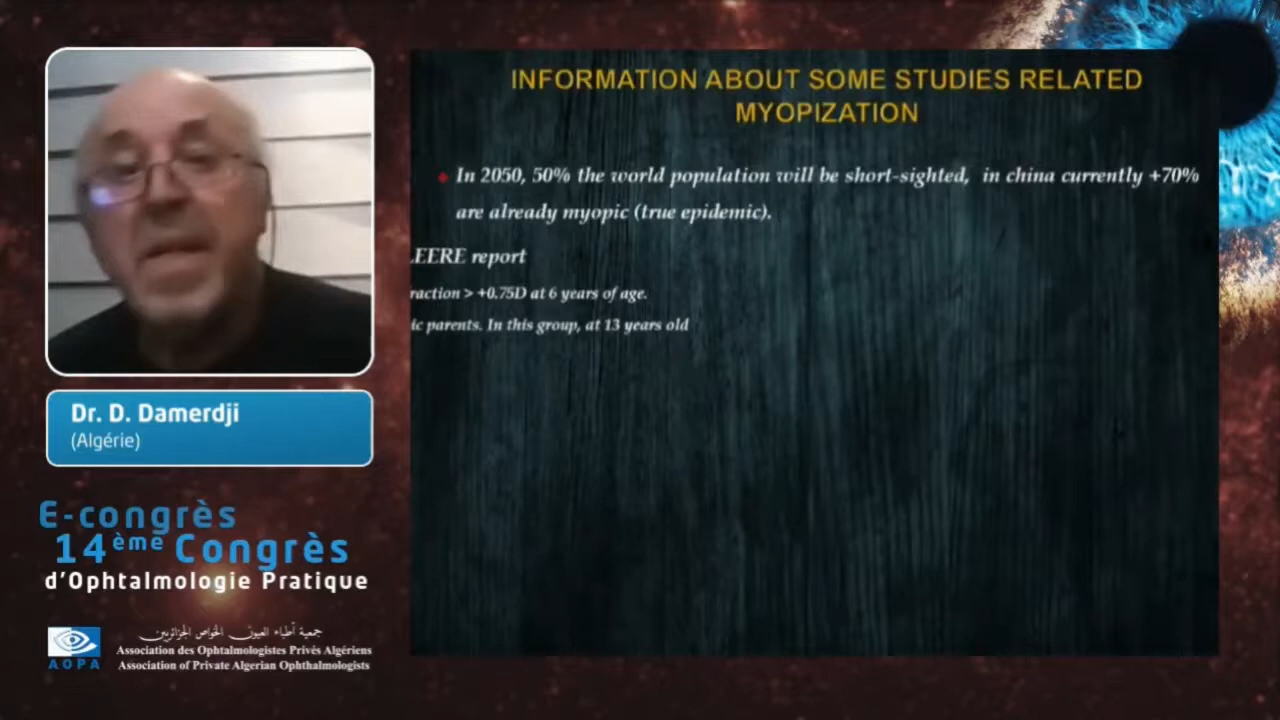 INFORMATION ABOUT SOME STUDIES RELATED
MYOPIZATION
In 2050, 50% the world population will be short-sighted, in china currently +70%
are already myopic (true epidemic).
LEERE report
raction > +0.75D at 6 years of age.
ic parents. In this group, at 13 years old
Dr. D. Damerdji
(Algérie)
E-congrès
14ème Congrès
d'Ophtalmologie Pratique
جمعية أطباء العيون الخواص الجزائريين
AOPA
Association des Ophtalmologistes Privés Algériens
Association of Private Algerian Ophthalmologists